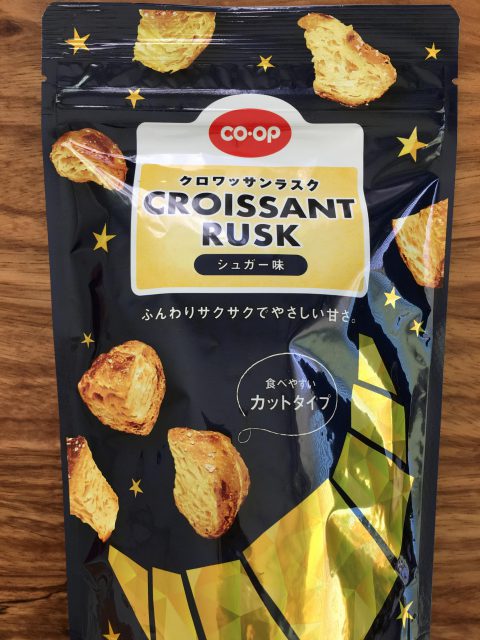 CO·OP
クロワッサンラスク
CROISSANT
RUSK
シュガー味
ふんわりサクサクでやさしい甘さ。
食べやすい
カットタイプ